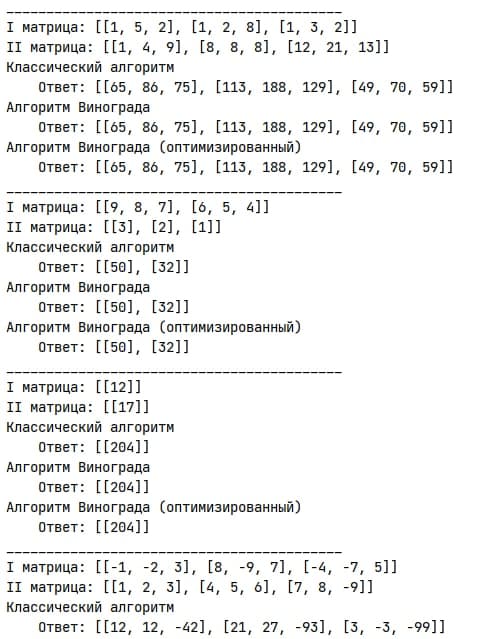 I матрица: [[1, 5, 2], [1, 2, 8], [1, 3, 2]]
II матрица: [[1, 4, 9], [8, 8, 8], [12, 21, 13]]
Классический алгоритм
Ответ: [[65, 86, 75], [113, 188, 129], [49, 70, 59]]
Алгоритм Винограда
Ответ: [[65, 86, 75], [113, 188, 129], [49, 70, 59]]
Алгоритм Винограда (оптимизированный)
Ответ: [[65, 86, 75], [113, 188, 129], [49, 70, 59]]
I матрица: [[9, 8, 7], [6, 5, 4]]
II матрица: [[3], [2], [1]]
Классический алгоритм
Ответ: [[50], [32]]
Алгоритм Винограда
Ответ: [[50], [32]]
Алгоритм Винограда (оптимизированный)
Ответ: [[50], [32]]
I матрица: [[12]]
II матрица: [[17]]
Классический алгоритм
Ответ: [[204]]
Алгоритм Винограда
Ответ: [[204]]
Алгоритм Винограда (оптимизированный)
Ответ: [[204]]
I матрица: [[-1, -2, 3], [8, -9, 7], [-4, -7, 5]]
II матрица: [[1, 2, 3], [4, 5, 6], [7, 8, -9]]
Классический алгоритм
Ответ: [[12, 12, -42], [21, 27, -93], [3, -3, -99]]